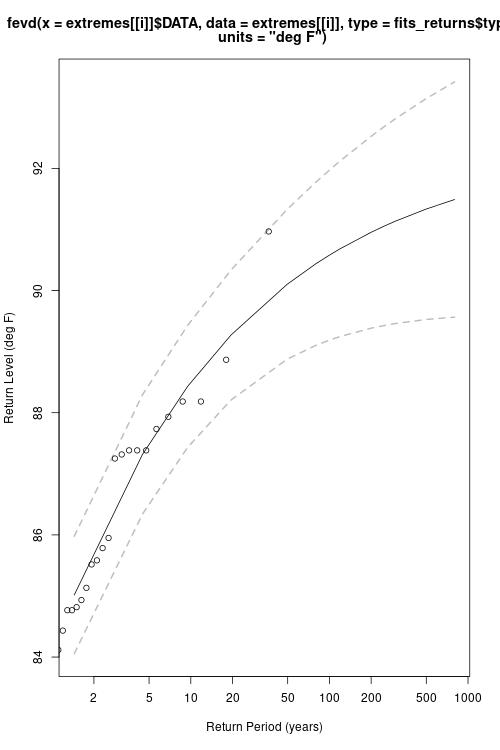 fevd(x = extremes[[i]]$DATA, data = extremes[[i]], type = fits_returns$typ
units = "deg F")
92
90
88
86
84
Return Level (deg F)
2 5 10 20 50 100 200 500 1000
Return Period (years)